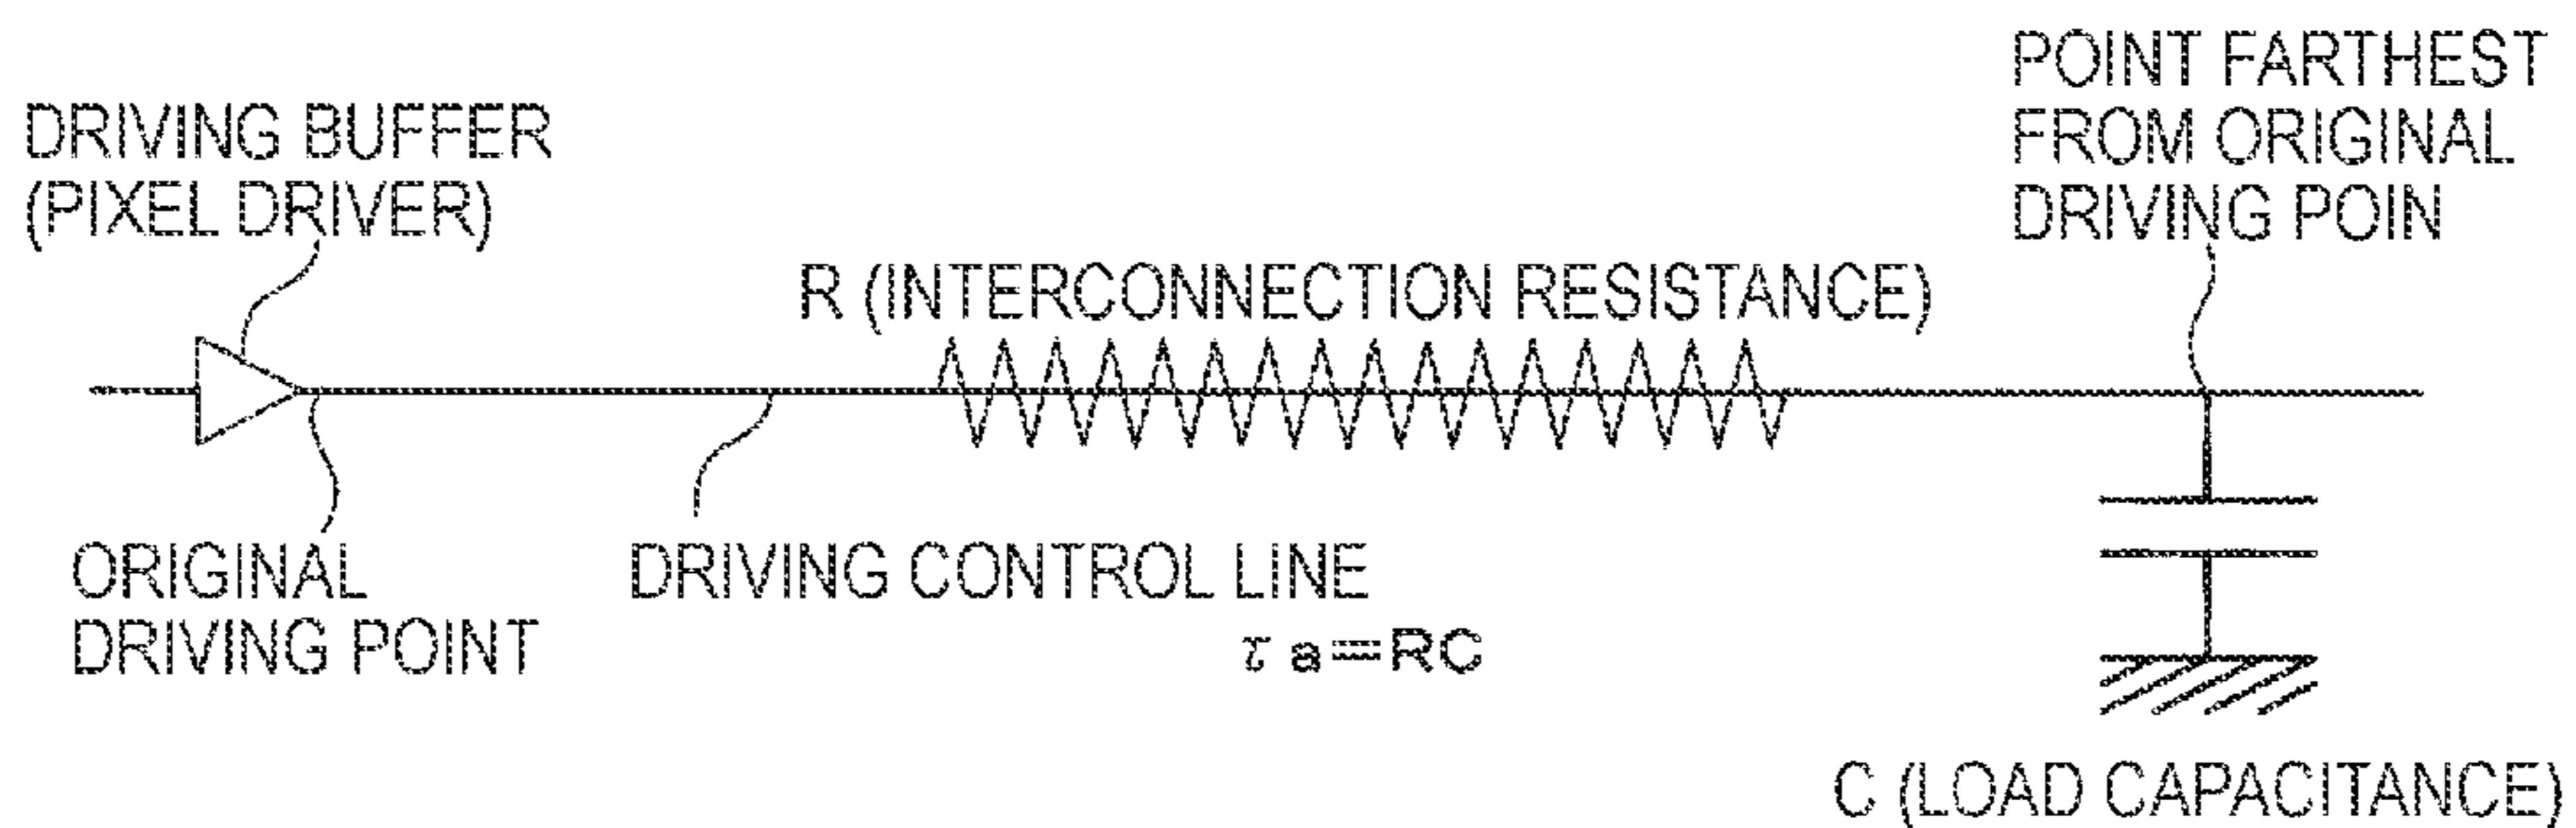 DRIVING BUFFER
(PIXEL DRIVER)
POINT FARTHEST
FROM ORIGINAL
DRIVING POIN
R (INTERCONNECTION RESISTANCE)
ORIGINAL
DRIVING POINT
DRIVING CONTROL LINE
τa=RC
C (LOAD CAPACITANCE)